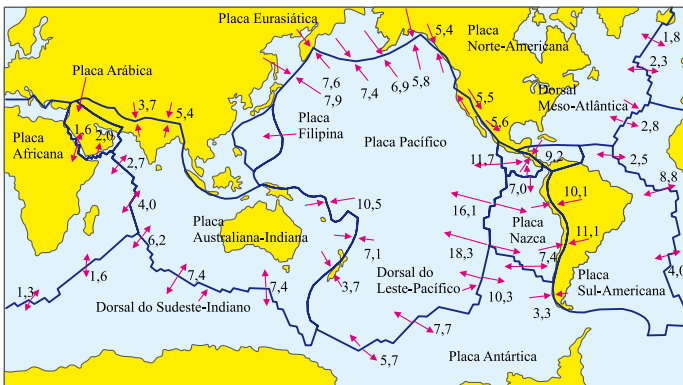 Placa Eurasiática
5,4
Placa
Norte-Americana
1,8
2,3
Placa Arábica
7,6
7,9
7,4
6,9
5,8
Dorsal
Meso-Atlântica
3,7
5,4
5,5
5,6
2,8
Placa
Africana
1,6
2,0
2,7
Placa
Filipina
Placa Pacífico
11,7
9,2
2,5
7,0
8,8
4,0
10,5
16,1
10,1
Placa
Australiana-Indiana
6,2
7,1
18,3
Placa
Nazca
11,1
7,4
1,3
1,6
7,4
7,4
3,7
Dorsal do
Leste-Pacífico
10,3
3,3
Placa
Sul-Americana
4,0
Dorsal do Sudeste-Indiano
7,7
5,7
Placa Antártica